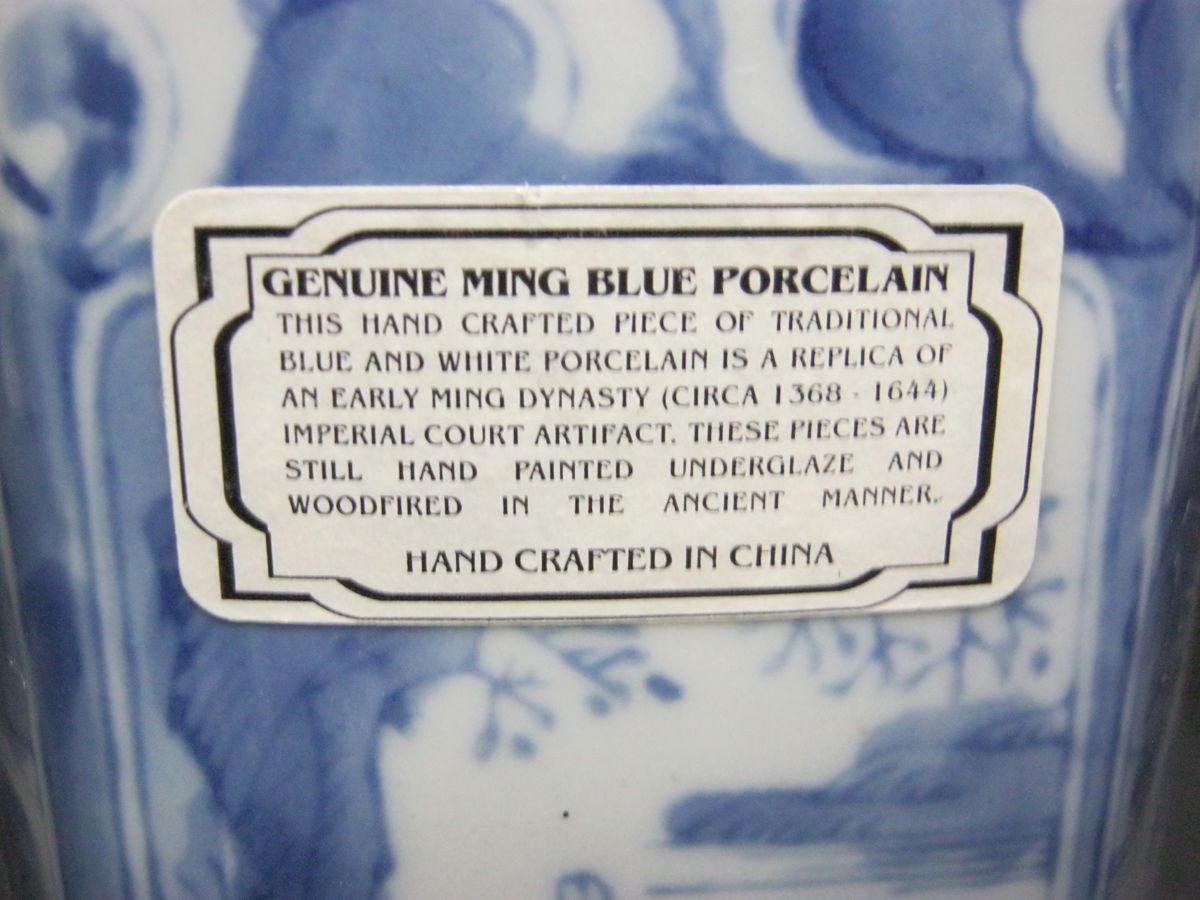 GENUINE MING BLUE PORCELAIN
THIS HAND CRAFTED PIECE OF TRADITIONAL
BLUE AND WHITE PORCELAIN IS A REPLICA OF
AN EARLY MING DYNASTY (CIRCA 1368 - 1644)
IMPERIAL COURT ARTIFACT. THESE PIECES ARE
STILL HAND PAINTED UNDERGLAZE AND
WOODFIRED IN THE ANCIENT MANNER.
HAND CRAFTED IN CHINA